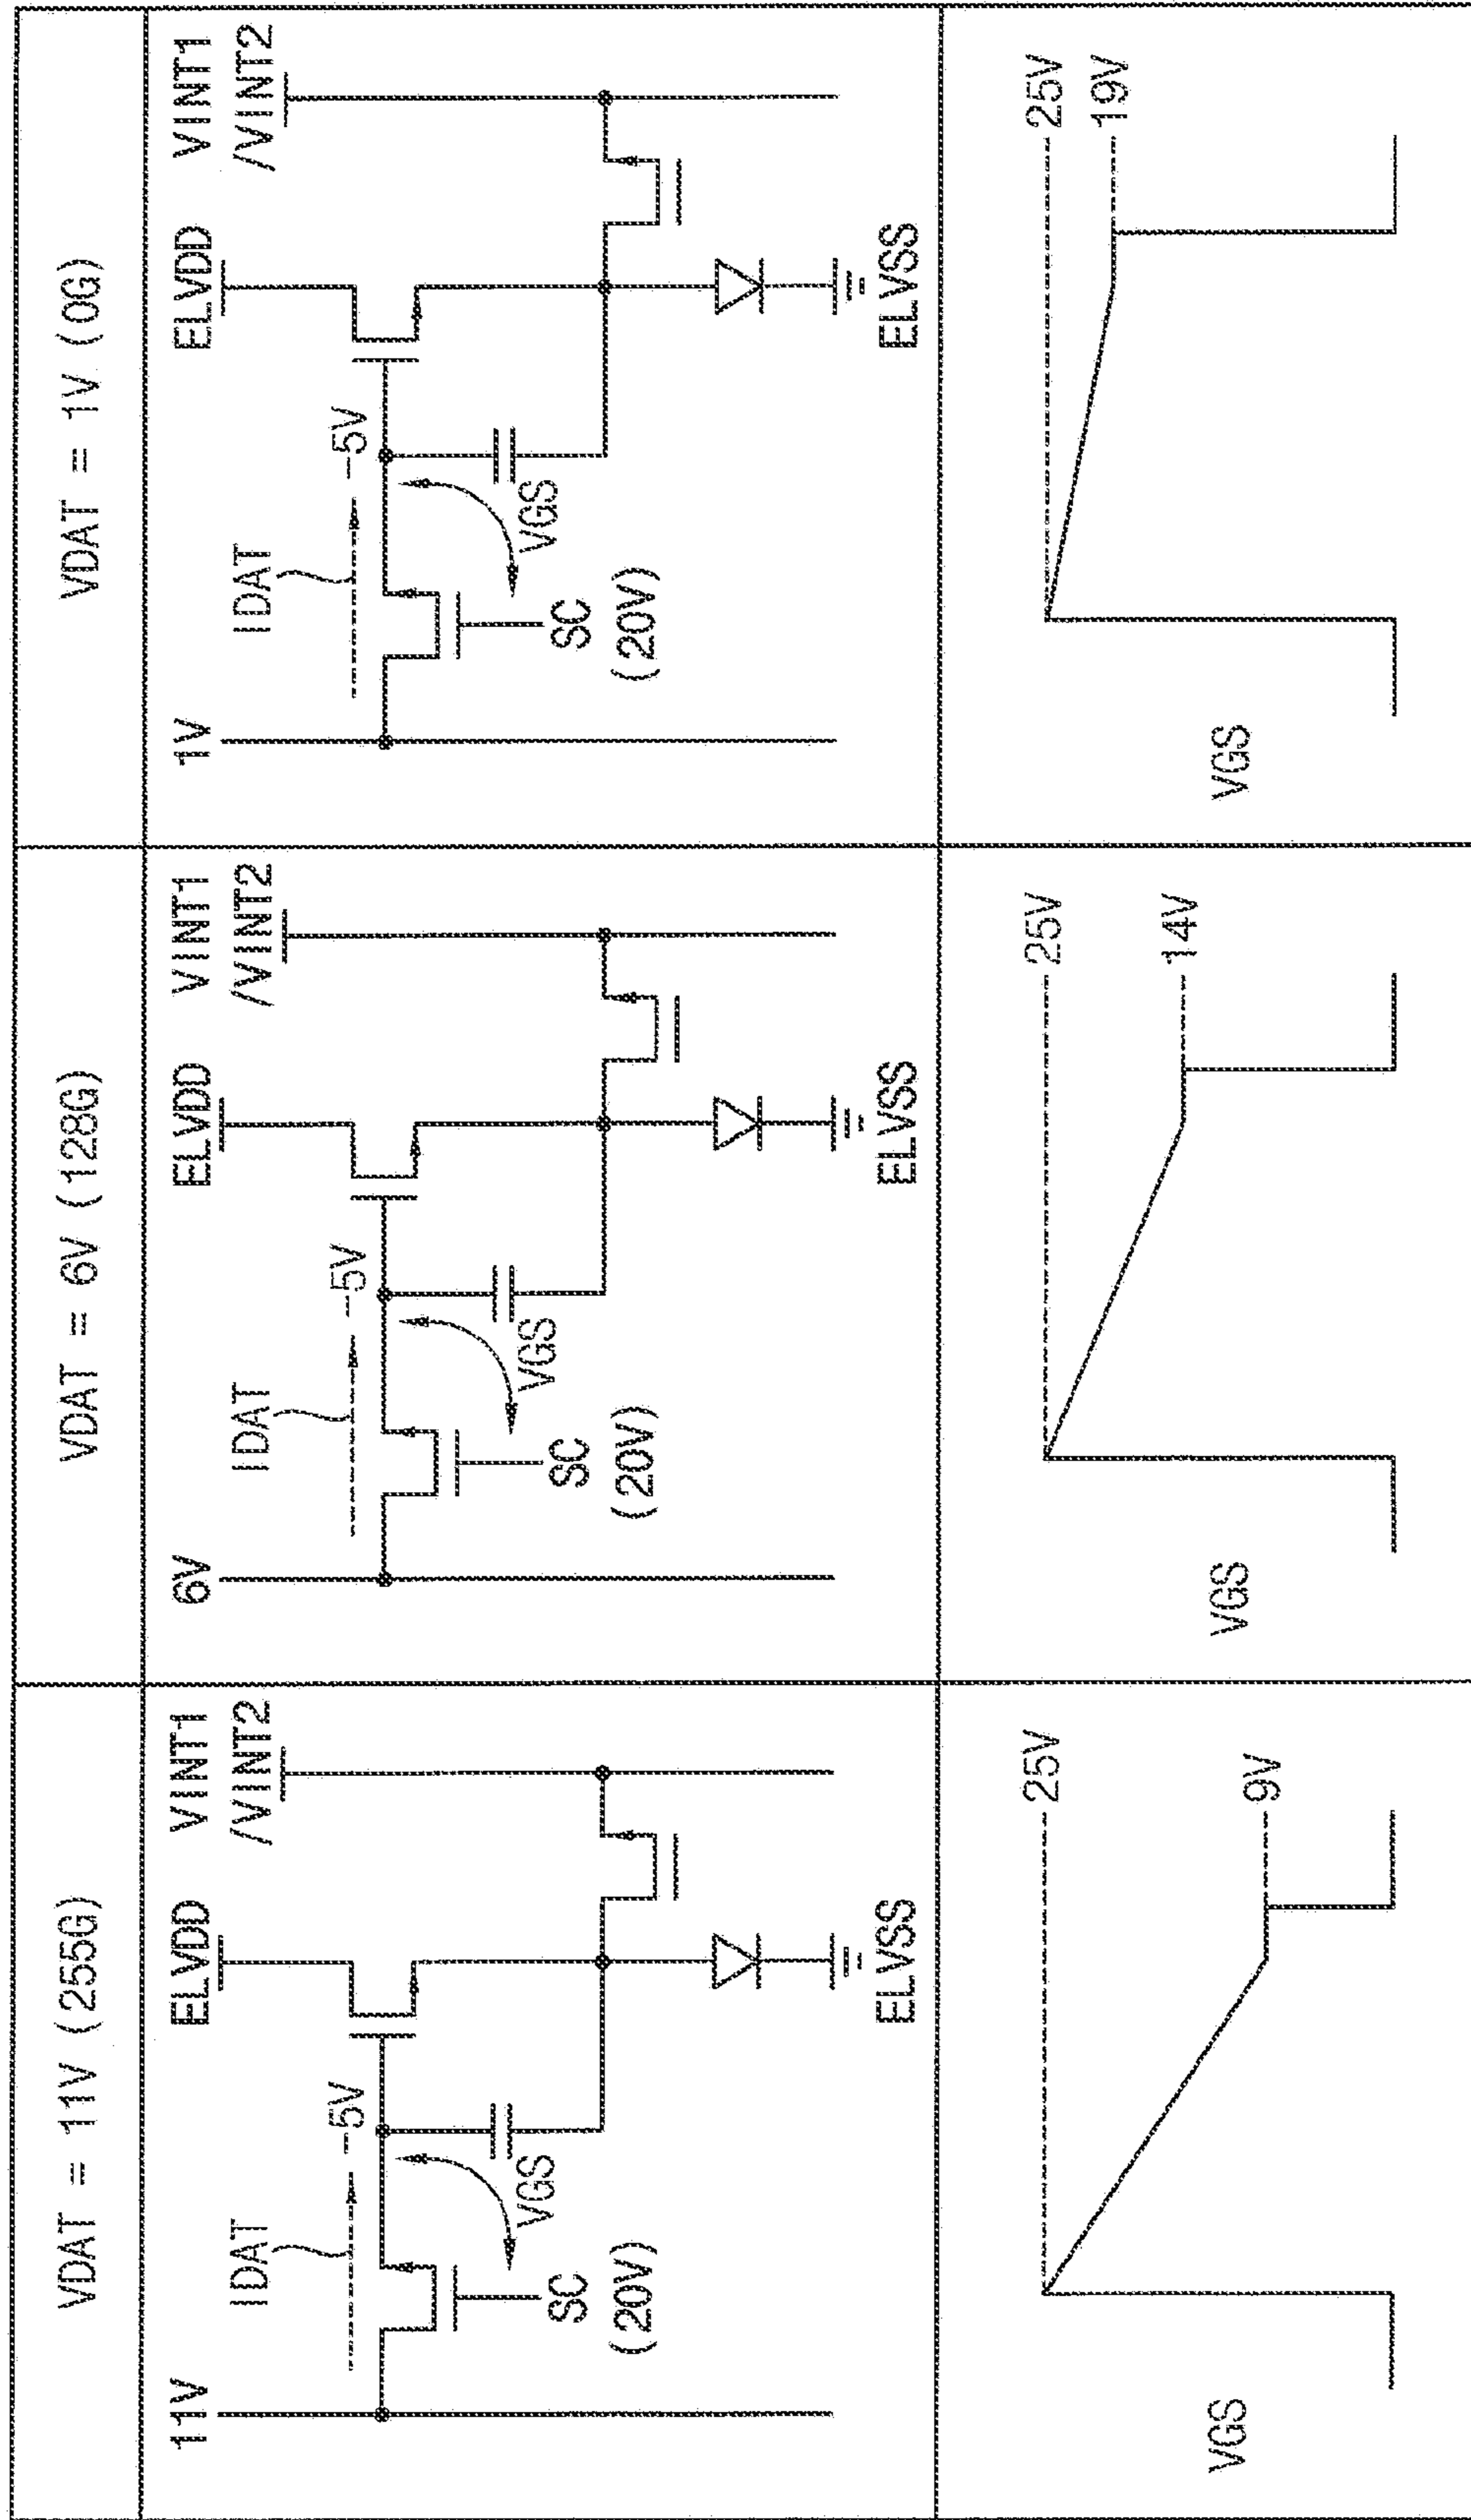 VDAT = 11V (255G)
VDAT = 6V (128G)
VDAT = 1V (0G)
11V
ELVDD
VINT1
/VINT2
IDAT
-5V
VGS
SC
(20V)
ELVSS
6V
ELVDD
VINT1
/VINT2
IDAT
-5V
VGS
SC
(20V)
ELVSS
1V
ELVDD
VINT1
/VINT2
IDAT
-5V
VGS
SC
(20V)
ELVSS
VGS
25V
9V
VGS
25V
14V
VGS
25V
19V